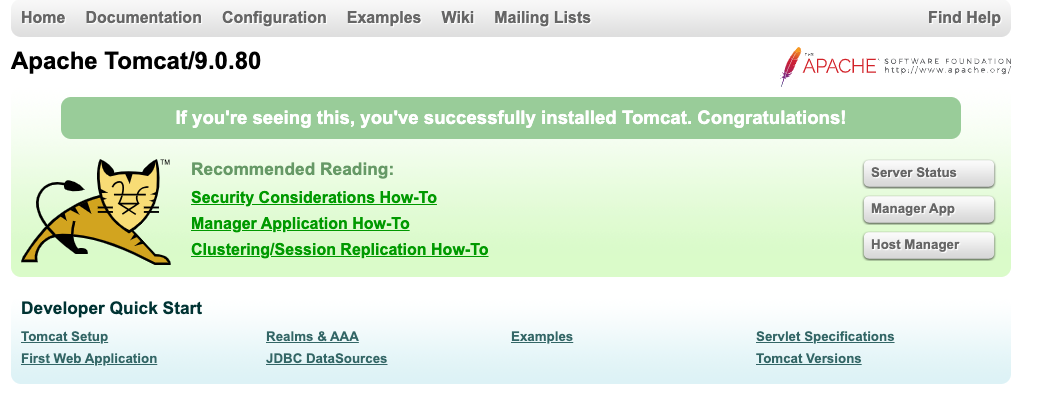 Home Documentation Configuration Examples Wiki Mailing Lists Find Help
Apache Tomcat/9.0.80
THE
APACHE SOFTWARE FOUNDATION
http://www.apache.org/
If you're seeing this, you've successfully installed Tomcat. Congratulations!
TM
Recommended Reading:
Security Considerations How-To
Manager Application How-To
Clustering/Session Replication How-To
Server Status
Manager App
Host Manager
Developer Quick Start
Tomcat Setup Realms & AAA Examples Servlet Specifications
First Web Application JDBC DataSources Tomcat Versions